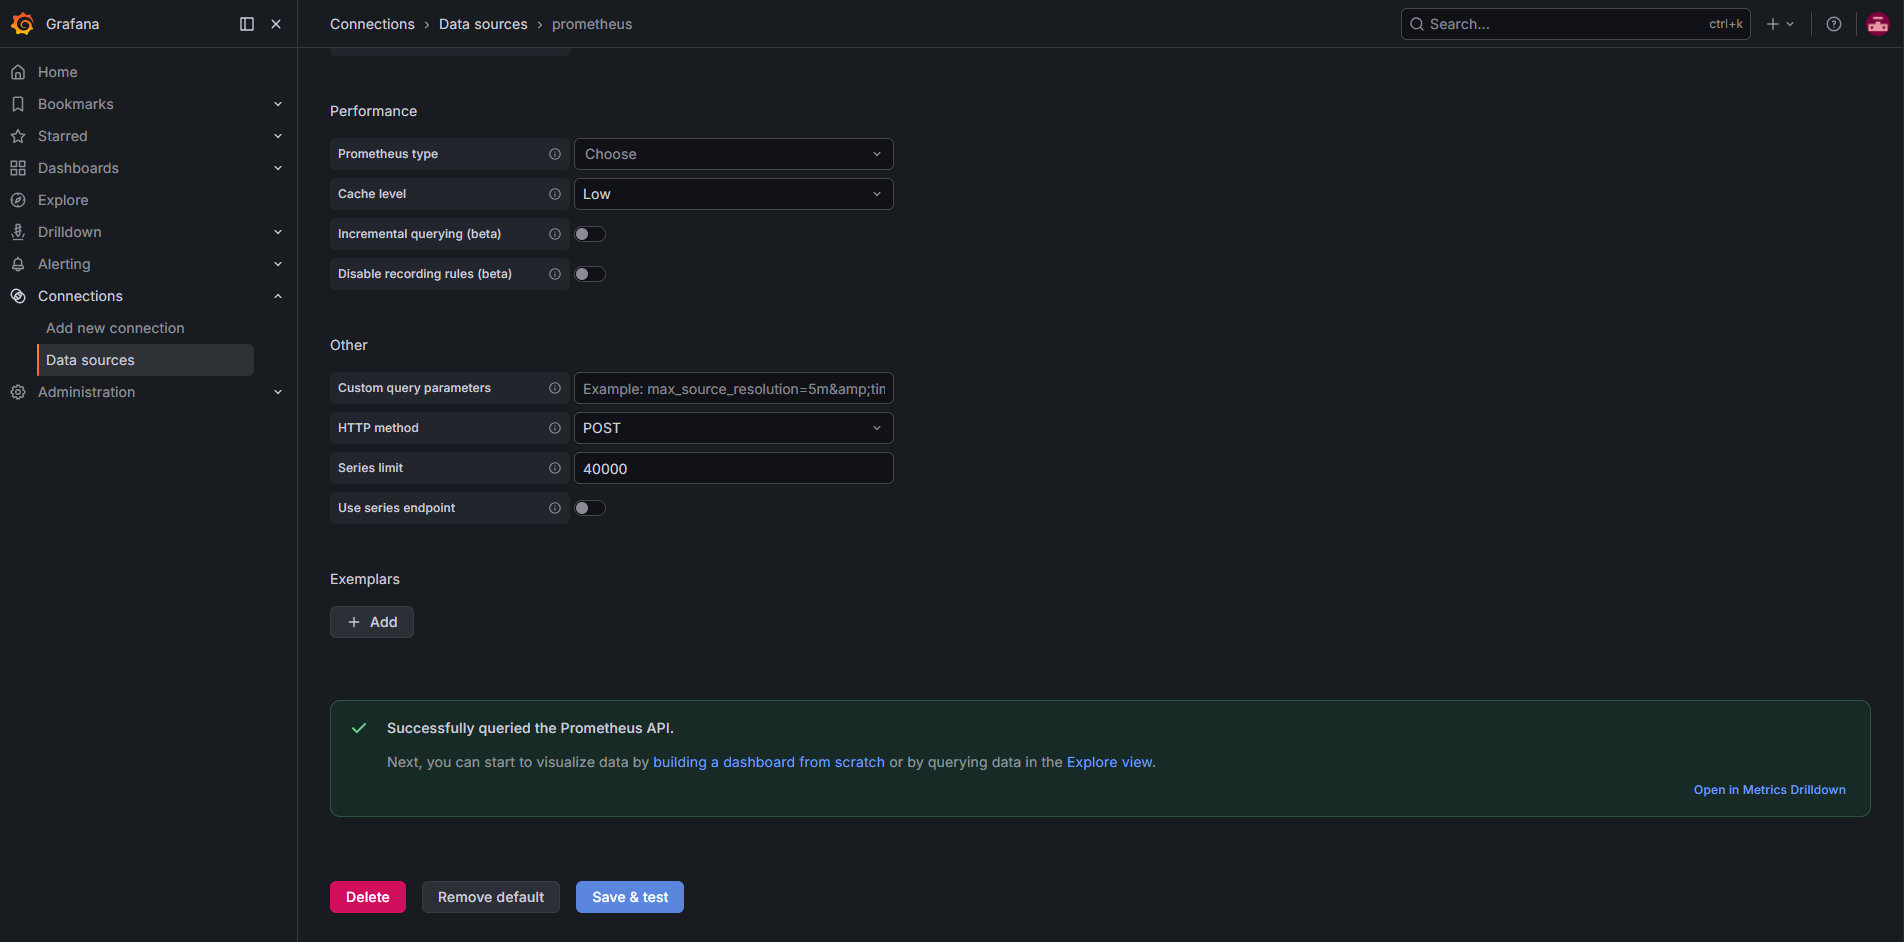 Grafana
Connections › Data sources › prometheus
Search...
ctrl+k
Home
Bookmarks
Starred
Dashboards
Explore
Drilldown
Alerting
Connections
Add new connection
Data sources
Administration
Performance
Prometheus type
Choose
Cache level
Low
Incremental querying (beta)
Disable recording rules (beta)
Other
Custom query parameters
Example: max_source_resolution=5m&amp;tin
HTTP method
POST
Series limit
40000
Use series endpoint
Exemplars
Add
Successfully queried the Prometheus API.
Next, you can start to visualize data by building a dashboard from scratch or by querying data in the Explore view.
Open in Metrics Drilldown
Delete
Remove default
Save & test